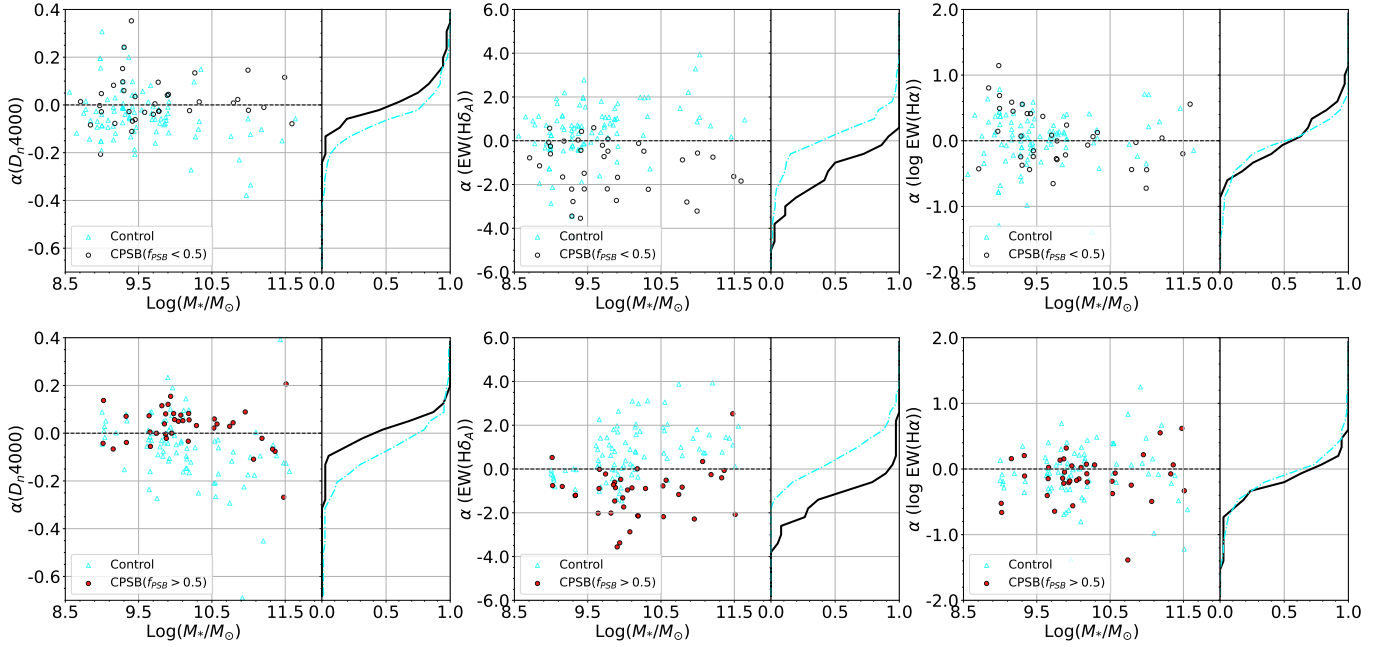 0.4
0.2
0.0
-0.2
-0.4
-0.6
α(Dn4000)
Control
CPSB(fPSB < 0.5)
8.5 9.5 10.5 11.5 0.0 0.5 1.0
Log(M*/M⊙)
6.0
4.0
2.0
0.0
-2.0
-4.0
-6.0
α (EW(HδA))
Control
CPSB(fPSB < 0.5)
8.5 9.5 10.5 11.5 0.0 0.5 1.0
Log(M*/M⊙)
2.0
1.0
0.0
-1.0
-2.0
α (log EW(Hα))
Control
CPSB(fPSB < 0.5)
8.5 9.5 10.5 11.5 0.0 0.5 1.0
Log(M*/M⊙)
0.4
0.2
0.0
-0.2
-0.4
-0.6
α(Dn4000)
Control
CPSB(fPSB > 0.5)
8.5 9.5 10.5 11.5 0.0 0.5 1.0
Log(M*/M⊙)
6.0
4.0
2.0
0.0
-2.0
-4.0
-6.0
α (EW(HδA))
Control
CPSB(fPSB > 0.5)
8.5 9.5 10.5 11.5 0.0 0.5 1.0
Log(M*/M⊙)
2.0
1.0
0.0
-1.0
-2.0
α (log EW(Hα))
Control
CPSB(fPSB > 0.5)
8.5 9.5 10.5 11.5 0.0 0.5 1.0
Log(M*/M⊙)